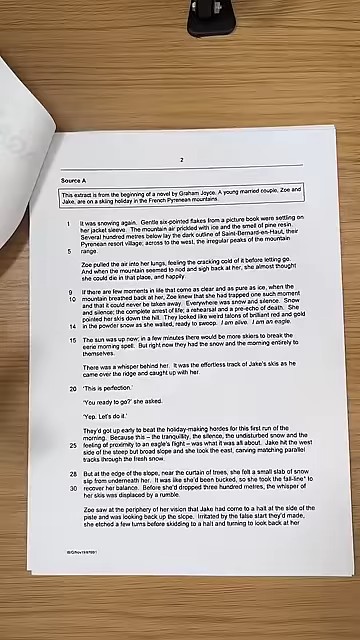 2
Source A
This extract is from the beginning of a novel by Graham Joyce. A young married couple, Zoe and
Jake, are on a skiing holiday in the French Pyrenean mountains.
1 It was snowing again. Gentle six-pointed flakes from a picture book were settling on
her jacket sleeve. The mountain air prickled with ice and the smell of pine resin.
Several hundred metres below lay the dark outline of Saint-Bernard-en-Haut, their
Pyrenean resort village; across to the west, the irregular peaks of the mountain
5 range.
Zoe pulled the air into her lungs, feeling the cracking cold of it before letting go.
And when the mountain seemed to nod and sigh back at her, she almost thought
she could die in that place, and happily.
9 If there are few moments in life that come as clear and as pure as ice, when the
10 mountain breathed back at her, Zoe knew that she had trapped one such moment
and that it could never be taken away. Everywhere was snow and silence. Snow
and silence; the complete arrest of life; a rehearsal and a pre-echo of death. She
pointed her skis down the hill. They looked like weird talons of brilliant red and gold
14 in the powder snow as she waited, ready to swoop. I am alive. I am an eagle.
15 The sun was up now; in a few minutes there would be more skiers to break the
eerie morning spell. But right now they had the snow and the morning entirely to
themselves.
There was a whisper behind her. It was the effortless track of Jake's skis as he
came over the ridge and caught up with her.
20 'This is perfection.'
'You ready to go?' she asked.
'Yep. Let's do it.'
They'd got up early to beat the holiday-making hordes for this first run of the
morning. Because this – the tranquility, the silence, the undisturbed snow and the
25 feeling of proximity to an eagle's flight – was what it was all about. Jake hit the west
side of the steep but broad slope and she took the east, carving matching parallel
tracks through the fresh snow.
28 But at the edge of the slope, near the curtain of trees, she felt a small slab of snow
slip from underneath her. It was like she'd been bucked, so she took the fall-line* to
30 recover her balance. Before she'd dropped three hundred metres, the whisper of
her skis was displaced by a rumble.
Zoe saw at the periphery of her vision that Jake had come to a halt at the side of the
piste and was looking back up the slope. Irritated by the false start they'd made,
she etched a few turns before skidding to a halt and turning to look back at her